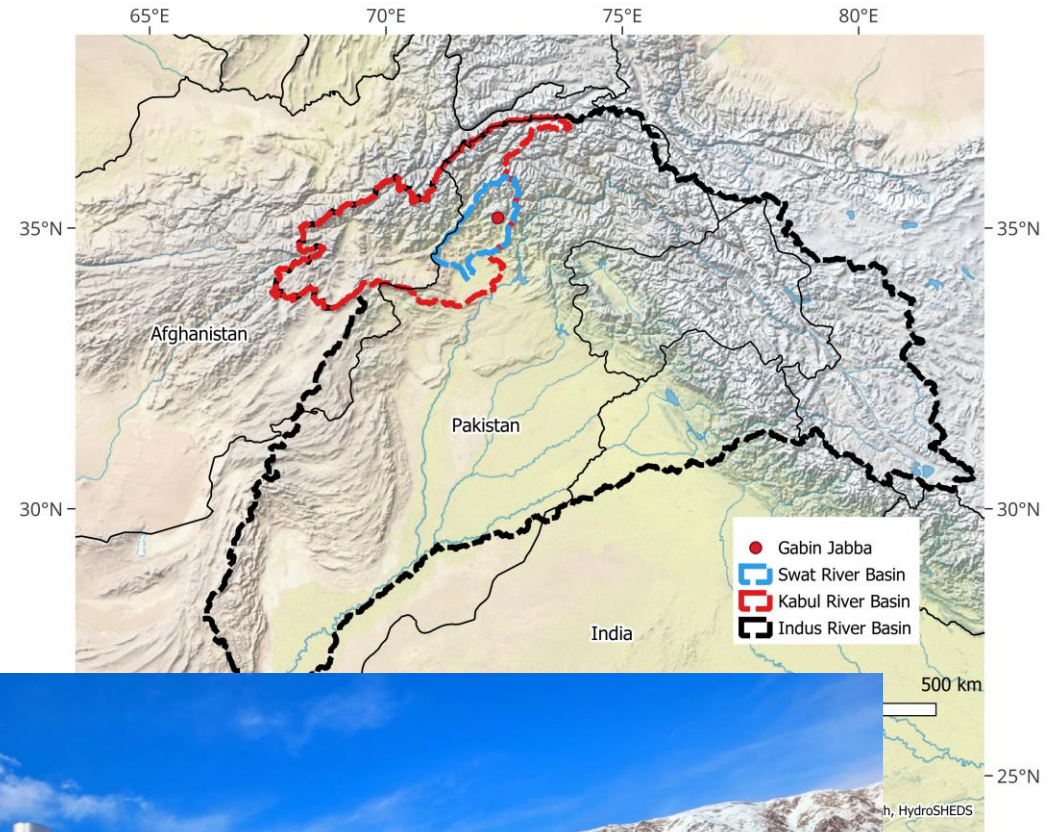 65°E 70°E 75°E 80°E
35°N 35°N
Afghanistan
Pakistan
30°N 30°N
Gabin Jabba
Swat River Basin
Kabul River Basin
Indus River Basin
India
500 km
25°N
HydroSHEDS